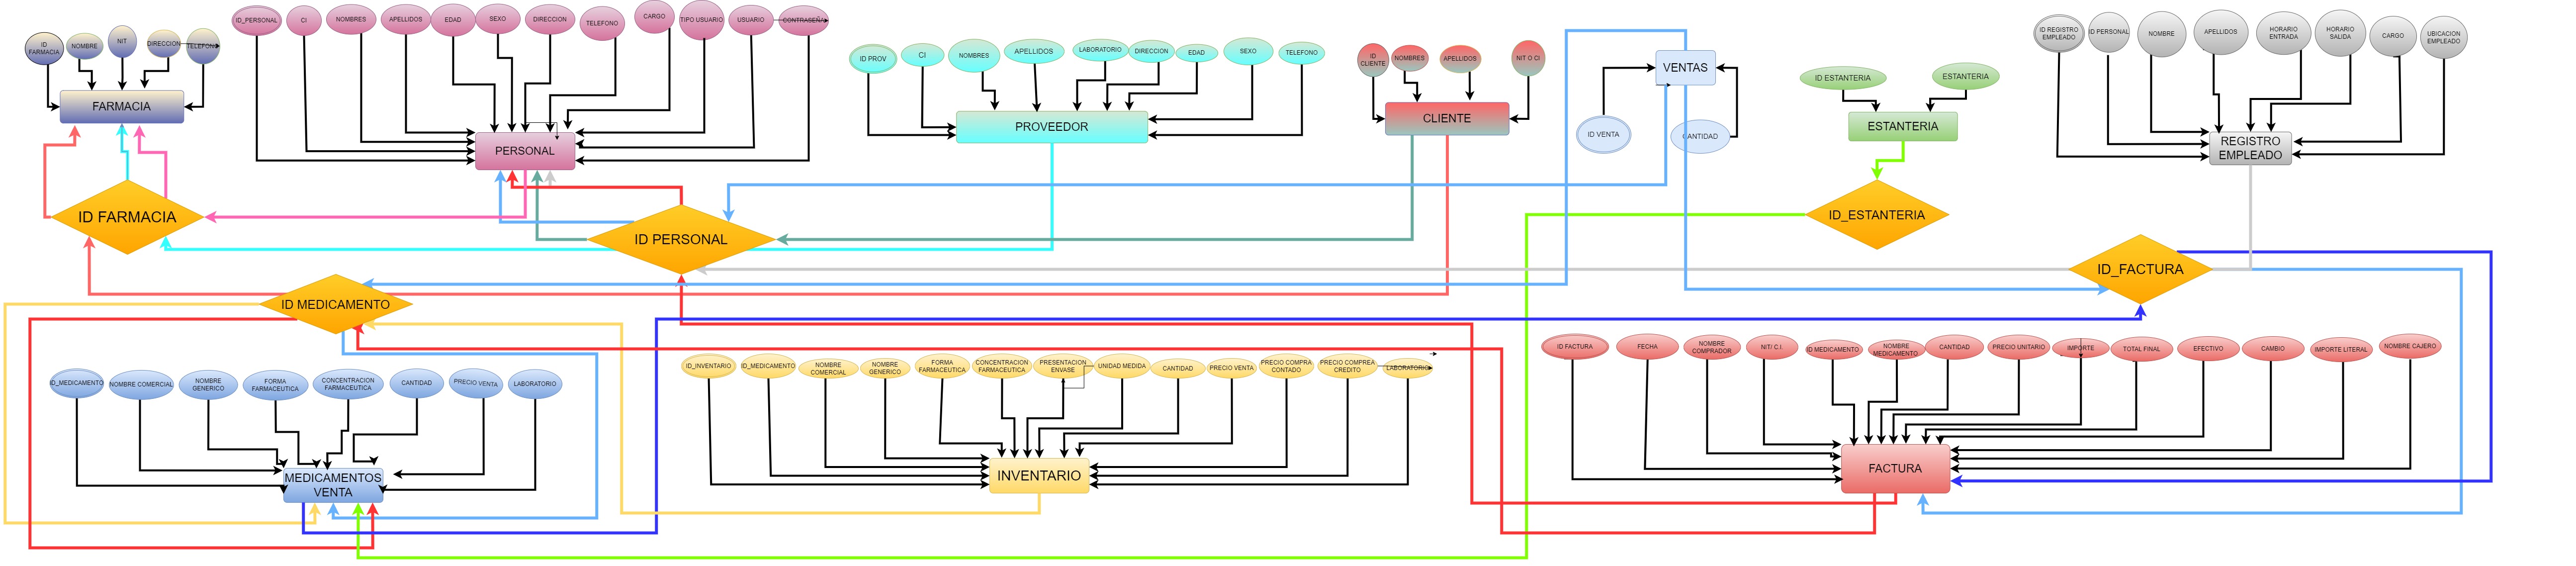 ID_PERSONAL
CI
NOMBRES
APELLIDOS
EDAD
SEXO
DIRECCION
TELEFONO
CARGO
TIPO USUARIO
USUARIO
CONTRASEÑA
ID
FARMACIA
NOMBRE
NIT
DIRECCION
TELEFONO
FARMACIA
PERSONAL
ID PROV
CI
NOMBRES
APELLIDOS
LABORATORIO
DIRECCION
EDAD
SEXO
TELEFONO
PROVEEDOR
ID
CLIENTE
NOMBRES
APELLIDOS
NIT O CI
CLIENTE
VENTAS
ID VENTA
CANTIDAD
ID ESTANTERIA
ESTANTERIA
ESTANTERIA
ID REGISTRO
EMPLEADO
ID PERSONAL
NOMBRE
APELLIDOS
HORARIO
ENTRADA
HORARIO
SALIDA
CARGO
UBICACION
EMPLEADO
REGISTRO
EMPLEADO
ID FARMACIA
ID PERSONAL
ID_ESTANTERIA
ID_FACTURA
ID MEDICAMENTO
ID_MEDICAMENTO
NOMBRE COMERCIAL
NOMBRE
GENERICO
FORMA
FARMACEUTICA
CONCENTRACION
FARMACEUTICA
CANTIDAD
PRECIO VENTA
LABORATORIO
MEDICAMENTOS
VENTA
ID_INVENTARIO
ID_MEDICAMENTO
NOMBRE
COMERCIAL
NOMBRE
GENERICO
FORMA
FARMACEUTICA
CONCENTRACION
FARMACEUTICA
PRESENTACION
ENVASE
UNIDAD MEDIDA
CANTIDAD
PRECIO VENTA
PRECIO COMPRA
CONTADO
PRECIO COMPREA
CREDITO
LABORATORIO
INVENTARIO
ID FACTURA
FECHA
NOMBRE
COMPRADOR
NIT/ C.I.
ID MEDICAMENTO
NOMBRE
MEDICAMENTO
CANTIDAD
PRECIO UNITARIO
IMPORTE
TOTAL FINAL
EFECTIVO
CAMBIO
IMPORTE LITERAL
NOMBRE CAJERO
FACTURA